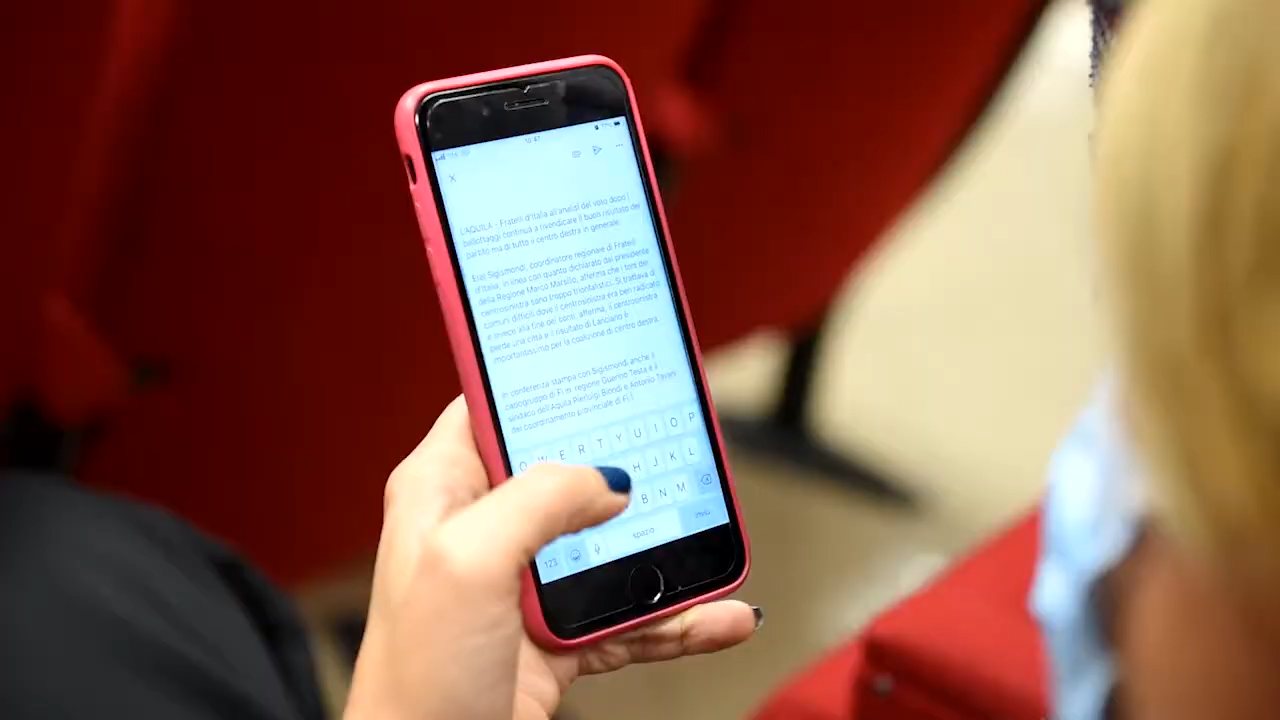 10:47
L'AQUILA - Fratelli d'Italia all'analisi del voto dopo i
ballottaggi continua a rivendicare il buon risultato del
partito ma di tutto il centro destra in generale.
Etel Sigismondi, coordinatore regionale di Fratelli
d'Italia, in linea con quanto dichiarato dal presidente
della Regione Marco Marsilio, afferma che i toni del
centrosinistra sono troppo trionfalistici. Si trattava di
comuni difficili dove il centrosinistra era ben radicato
e invece alla fine dei conti, afferma, il centrosinistra
perde una città e il risultato di Lanciano è
importantissimo per la coalizione di centro destra.
In conferenza stampa con Sigismondi anche il
capogruppo di Fi in regione Guerino Testa e il
sindaco dell'Aquila Pierluigi Biondi e Antonio Tavani
del coordinamento provinciale di FI.
Q W E R T Y U I O P
H J K L
B N M
123 spazio invio